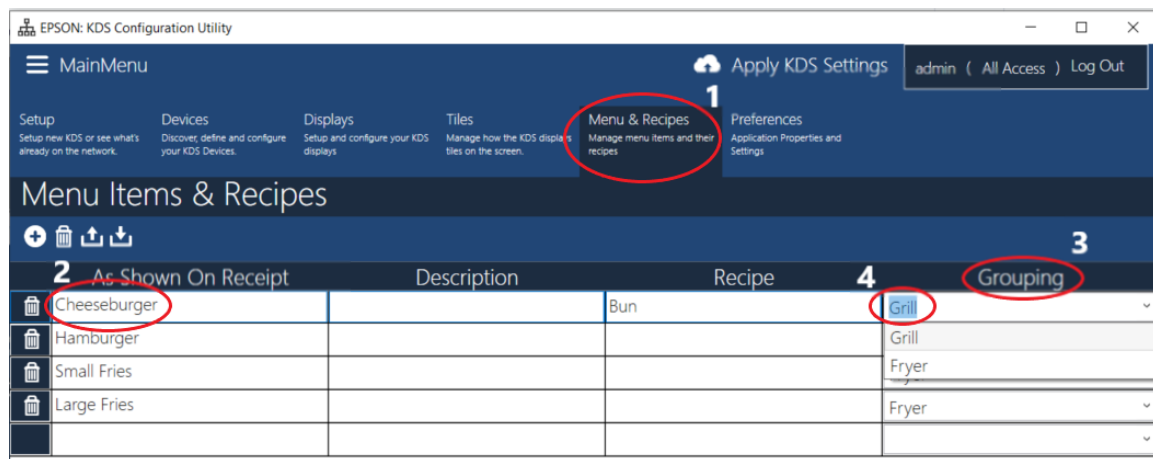 EPSON: KDS Configuration Utility
MainMenu
Apply KDS Settings
admin ( All Access ) Log Out
1
Setup
Setup new KDS or see what's
already on the network.
Devices
Discover, define and configure
your KDS Devices.
Displays
Setup and configure your KDS
displays
Tiles
Manage how the KDS displays
tiles on the screen.
Menu & Recipes
Manage menu items and their
recipes
Preferences
Application Properties and
Settings
Menu Items & Recipes
3
2 As Shown On Receipt Description Recipe 4 Grouping
Cheeseburger Bun Grill
Hamburger Grill
Small Fries Fryer
Large Fries Fryer